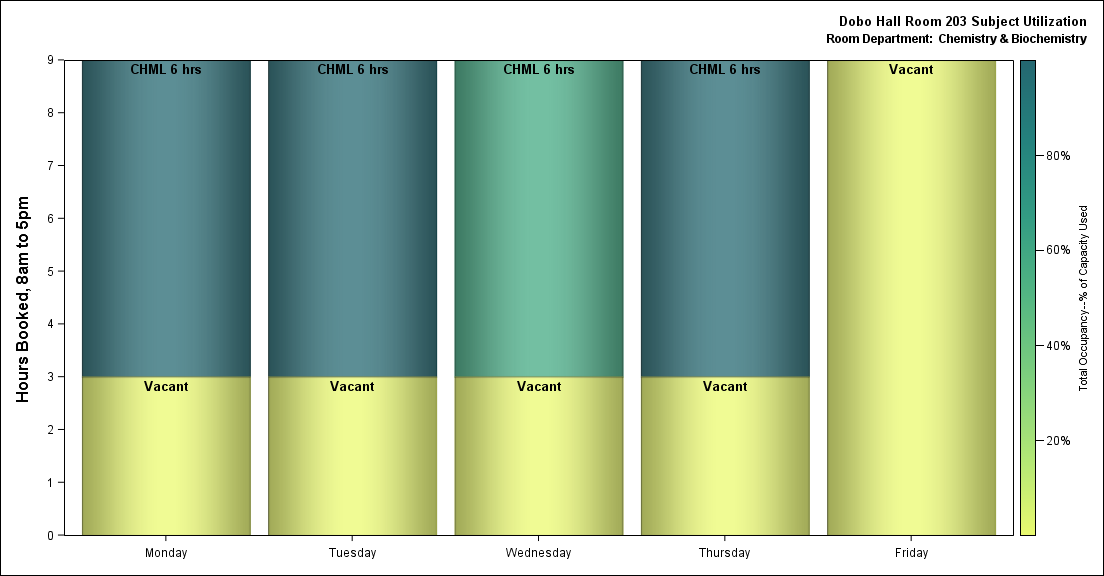 Dobo Hall Room 203 Subject Utilization
Room Department: Chemistry & Biochemistry
Hours Booked, 8am to 5pm
9
8
7
6
5
4
3
2
1
0
CHML 6 hrs
CHML 6 hrs
CHML 6 hrs
CHML 6 hrs
Vacant
Vacant
Vacant
Vacant
Vacant
Monday
Tuesday
Wednesday
Thursday
Friday
80%
60%
40%
20%
Total Occupancy--% of Capacity Used